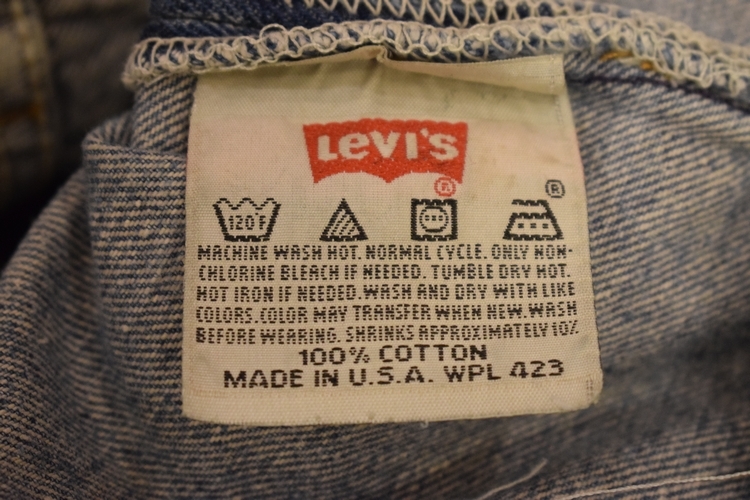 LEVI'S
®
®
120°F
MACHINE WASH HOT. NORMAL CYCLE. ONLY NON-
CHLORINE BLEACH IF NEEDED. TUMBLE DRY HOT.
HOT IRON IF NEEDED. WASH AND DRY WITH LIKE
COLORS. COLOR MAY TRANSFER WHEN NEW. WASH
BEFORE WEARING. SHRINKS APPROXIMATELY 10%
100% COTTON
MADE IN U.S.A. WPL 423